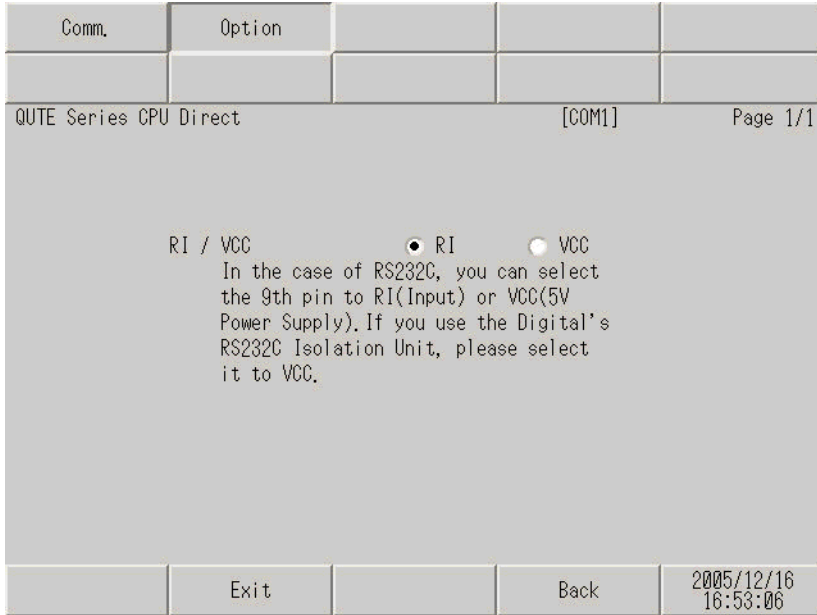 Comm. Option
QUTE Series CPU Direct [COM1] Page 1/1
RI / VCC RI VCC
In the case of RS232C, you can select
the 9th pin to RI(Input) or VCC(5V
Power Supply).If you use the Digital's
RS232C Isolation Unit, please select
it to VCC.
Exit Back 2005/12/16
16:53:06